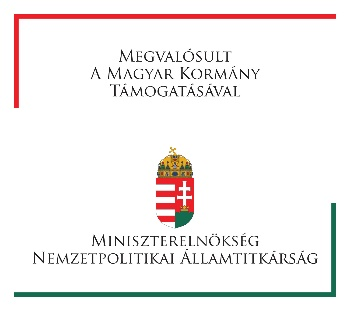 Megvalósult
a Magyar Kormány
Támogatásával
Miniszterelnökség
Nemzetpolitikai Államtitkárság